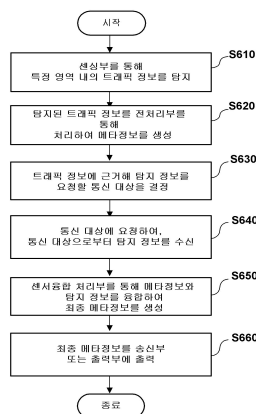 시작
센싱부를 통해
특정 영역 내의 트래픽 정보를 탐지
S610
탐지된 트래픽 정보를 전처리부를
통해
처리하여 메타정보를 생성
S620
트래픽 정보에 근거해 탐지 정보를
요청할 통신 대상을 결정
S630
통신 대상에 요청하여,
통신 대상으로부터 탐지 정보를 수신
S640
센서융합 처리부를 통해 메타정보와
탐지 정보를 융합하여
최종 메타정보를 생성
S650
최종 메타정보를 송신부
또는 출력부에 출력
S660
종료